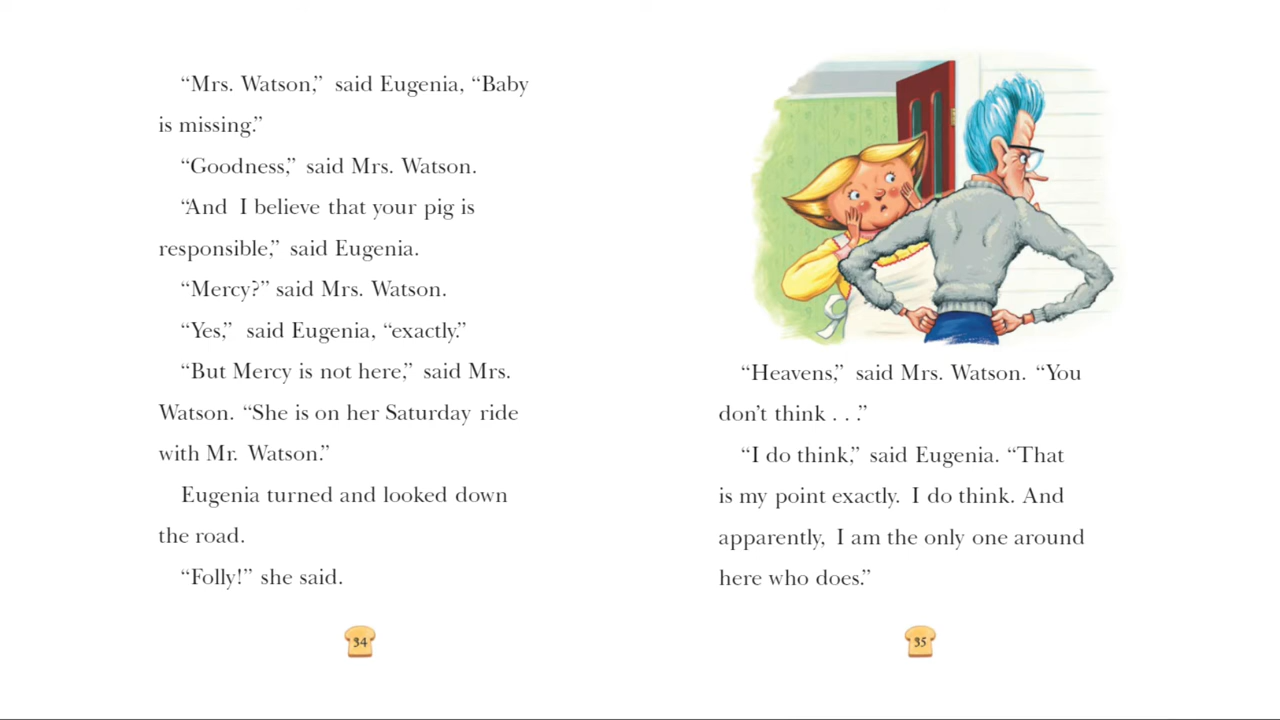 “Mrs. Watson,” said Eugenia, “Baby
is missing.”
“Goodness,” said Mrs. Watson.
“And I believe that your pig is
responsible,” said Eugenia.
“Mercy?” said Mrs. Watson.
“Yes,” said Eugenia, “exactly.”
“But Mercy is not here,” said Mrs.
Watson. “She is on her Saturday ride
with Mr. Watson.”
Eugenia turned and looked down
the road.
“Folly!” she said.
34
“Heavens,” said Mrs. Watson. “You
don’t think . . .”
“I do think,” said Eugenia. “That
is my point exactly. I do think. And
apparently, I am the only one around
here who does.”
35